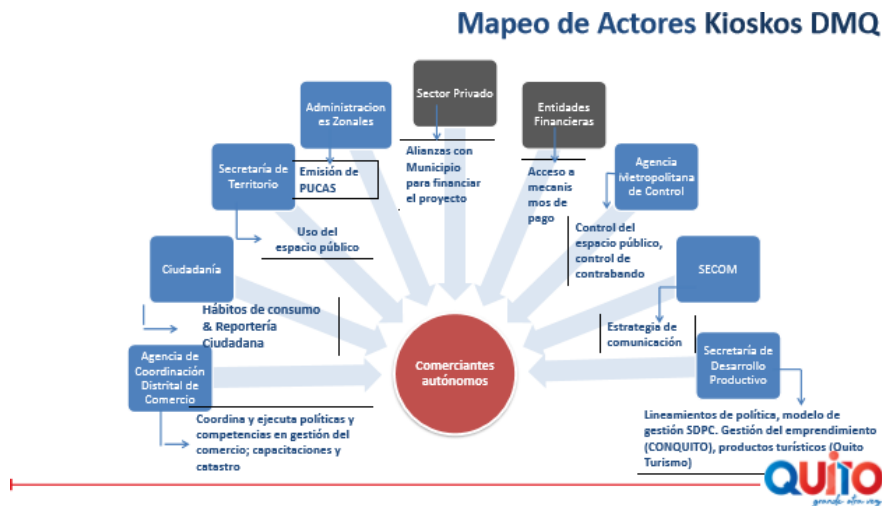 Mapeo de Actores Kioskos DMQ
Sector Privado
Alianzas con
Municipio
para financiar
el proyecto
Administracion
es Zonales
Emisión de
PUCAS
Entidades
Financieras
Acceso a
mecanis
mos de
pago
Secretaría de
Territorio
Uso del
espacio público
Agencia
Metropolitana
de Control
Control del
espacio público,
control de
contrabando
Ciudadanía
Hábitos de consumo
& Reportería
Ciudadana
SECOM
Estrategia de
comunicación
Agencia de
Coordinación
Distrital de
Comercio
Coordina y ejecuta políticas y
competencias en gestión del
comercio; capacitaciones y
catastro
Comerciantes
autónomos
Secretaría de
Desarrollo
Productivo
Lineamientos de política, modelo de
gestión SDPC. Gestión del emprendimiento
(CONQUITO), productos turísticos (Quito
Turismo)
QUITO
grande otra vez